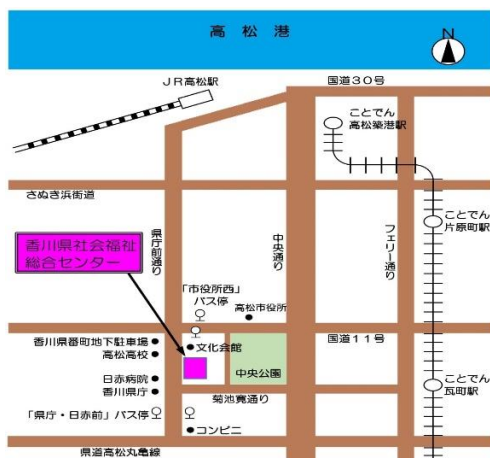 高松港
N
JR高松駅
国道30号
ことでん
高松築港駅
さぬき浜街道
県庁前通り
中央通り
フェリー通り
ことでん
片原町駅
香川県社会福祉
総合センター
「市役所西」
バス停
高松市役所
国道11号
香川県番町地下駐車場
高松高校
文化会館
日赤病院
香川県庁
中央公園
菊池寛通り
ことでん
瓦町駅
「県庁・日赤前」バス停
コンビニ
県道高松丸亀線